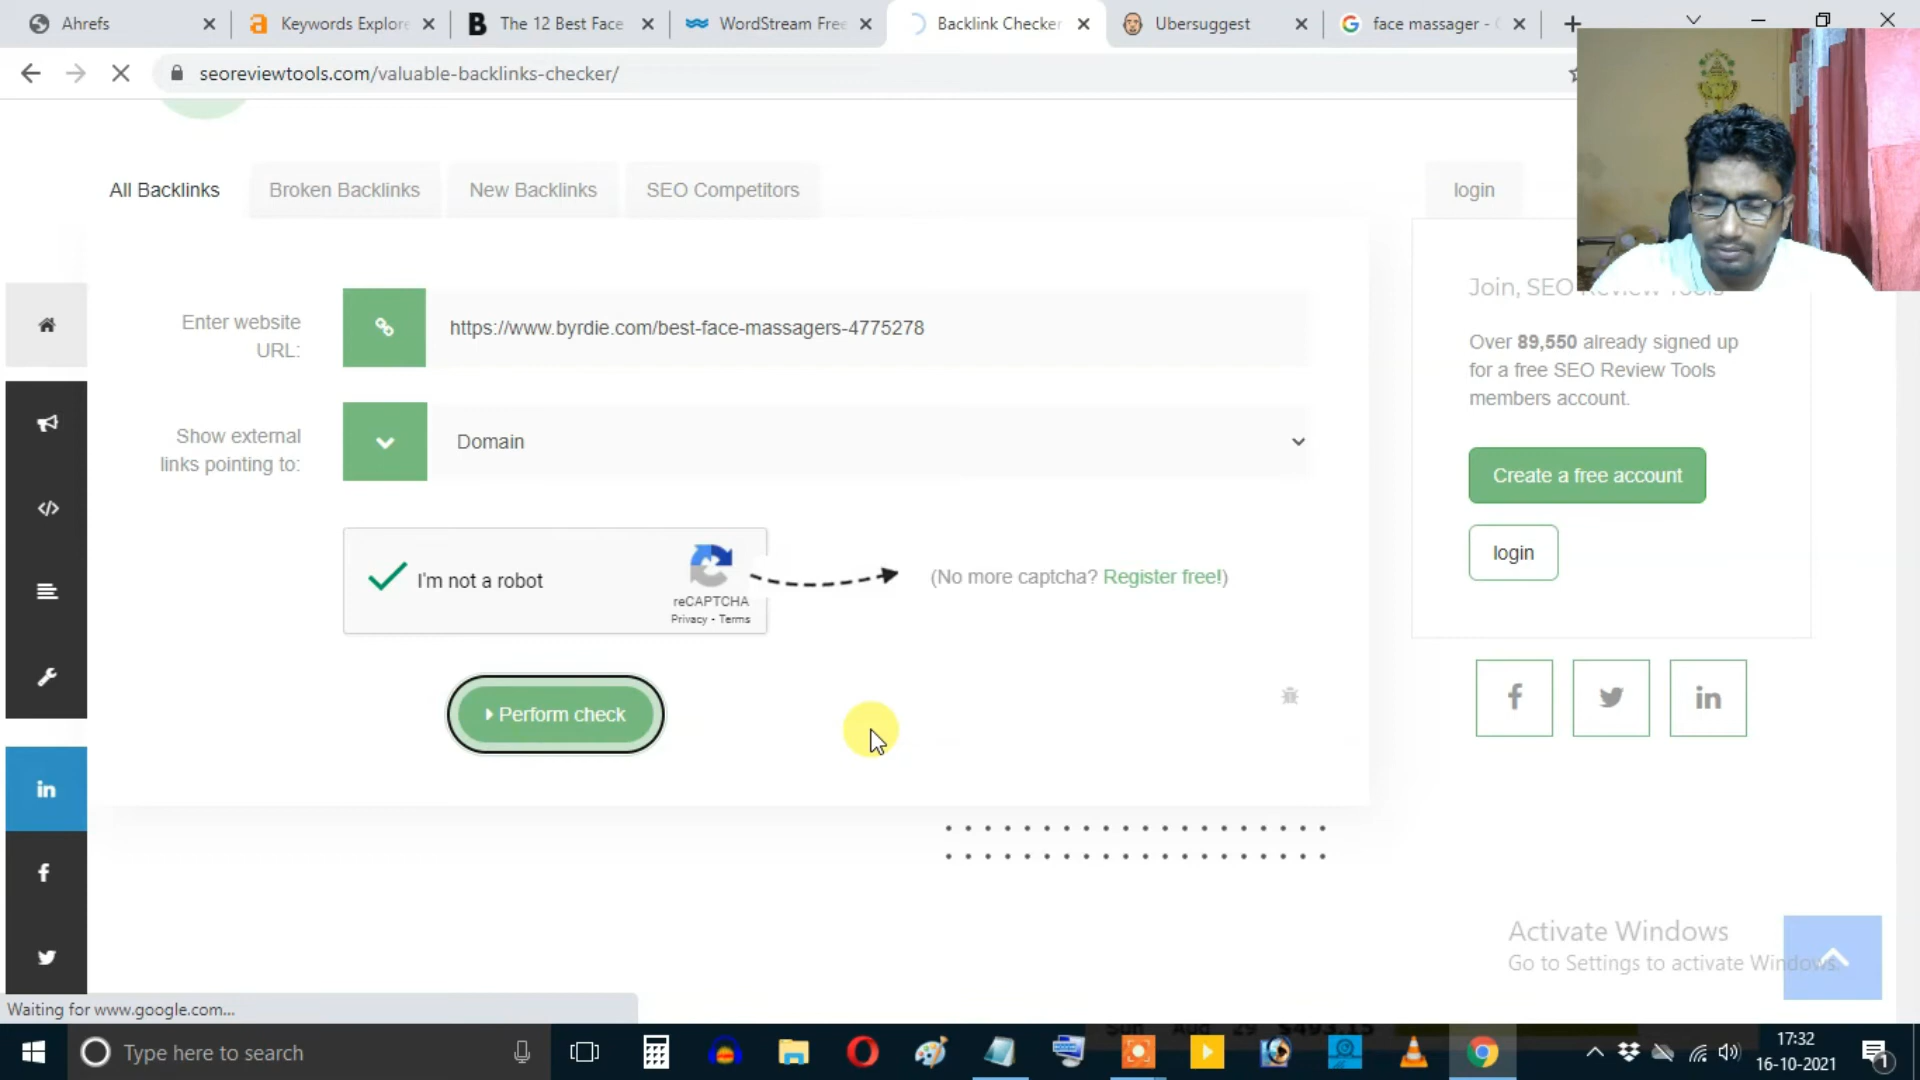 Ahrefs
Keywords Explore
The 12 Best Face
WordStream Free
Backlink Checker
Ubersuggest
face massager -
seoreviewtools.com/valuable-backlinks-checker/
All Backlinks
Broken Backlinks
New Backlinks
SEO Competitors
login
Enter website
URL:
https://www.byrdie.com/best-face-massagers-4775278
Show external
links pointing to:
Domain
I'm not a robot
reCAPTCHA
Privacy - Terms
(No more captcha? Register free!)
Perform check
Join, SEO Review Tools
Over 89,550 already signed up
for a free SEO Review Tools
members account.
Create a free account
login
Activate Windows
Go to Settings to activate Windows.
Waiting for www.google.com...
Type here to search
17:32
16-10-2021
1